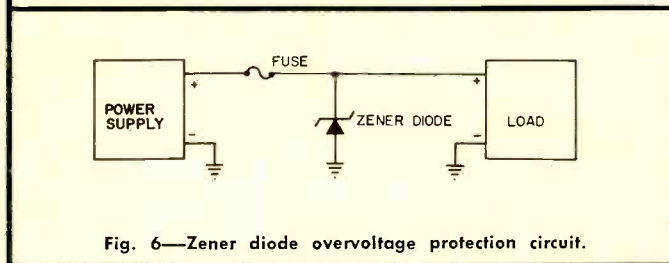 FUSE
+
+
POWER
SUPPLY
ZENER DIODE
LOAD
-
-
Fig. 6—Zener diode overvoltage protection circuit.